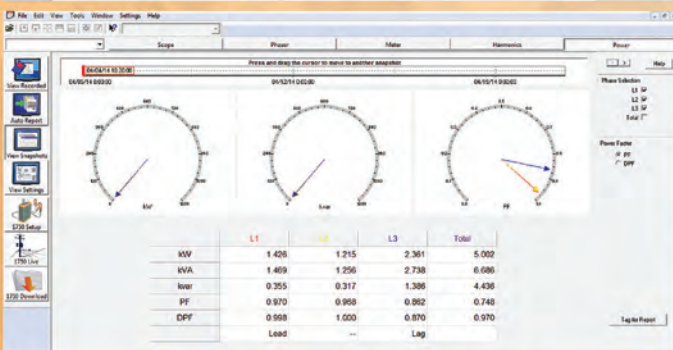 File Edit View Tools Window Settings Help
Scope Phasor Meter Harmonics Power
Press and drag the cursor to move to another snapshot
Help
View Recorded
Auto Report
View Snapshots
View Settings
1730 Setup
1750 Live
1750 Download
Phase Selection
L1
L2
L3
Total
Power Factor
PF
DPF
kW kvar PF
L1 L2 L3 Total
kW 1.426 1.215 2.361 5.002
kVA 1.469 1.256 2.738 6.686
kvar 0.355 0.317 1.386 4.436
PF 0.970 0.968 0.862 0.748
DPF 0.998 1.000 0.870 0.970
Lead -- Lag
Tag for Report